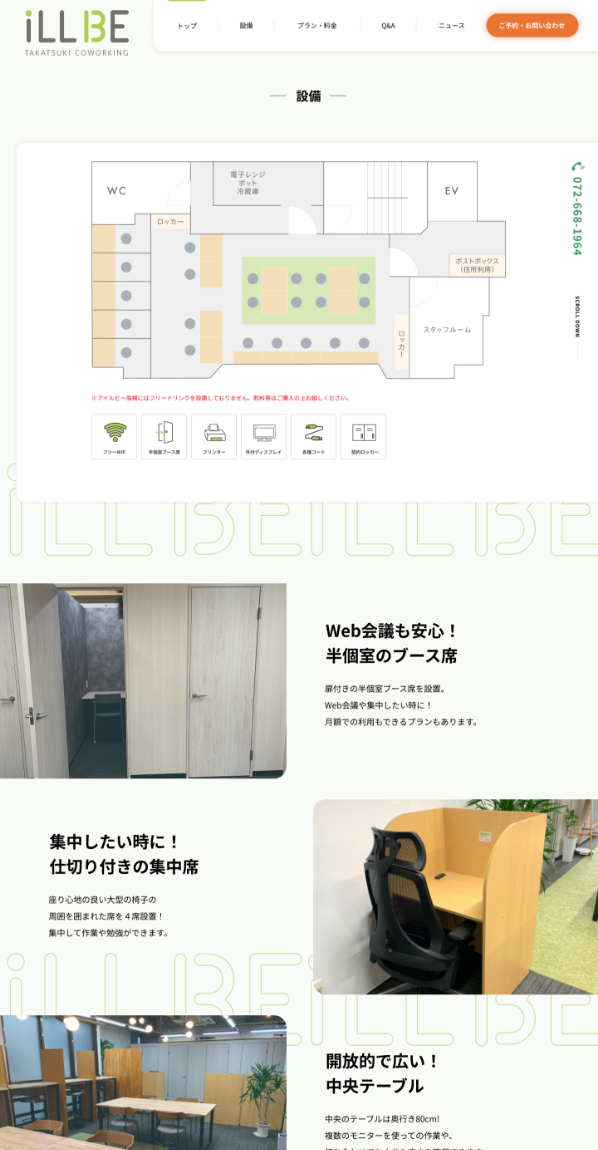 iLLBE
TAKATSUKI COWORKING
トップ
設備
プラン・料金
Q&A
ニュース
ご予約・お問い合わせ
設備
WC
電子レンジ
ポット
冷蔵庫
EV
ロッカー
ポストボックス
（住所利用）
ロッカー
スタッフルーム
072-668-1964
SCROLL DOWN
※アイルビー高槻にはフリードリンクを設置しておりません。飲料等はご購入の上お越しください。
フリーWifi
半個室ブース席
プリンター
外付ディスプレイ
各種コード
契約ロッカー
iLLBEiLLBE
Web会議も安心！
半個室のブース席
扉付きの半個室ブース席を設置。
Web会議や集中したい時に！
月額での利用もできるプランもあります。
集中したい時に！
仕切り付きの集中席
座り心地の良い大型の椅子の
周囲を囲まれた席を４席設置！
集中して作業や勉強ができます。
iLLBEiLLBE
開放的で広い！
中央テーブル
中央のテーブルは奥行き80cm!
複数のモニターを使っての作業や、